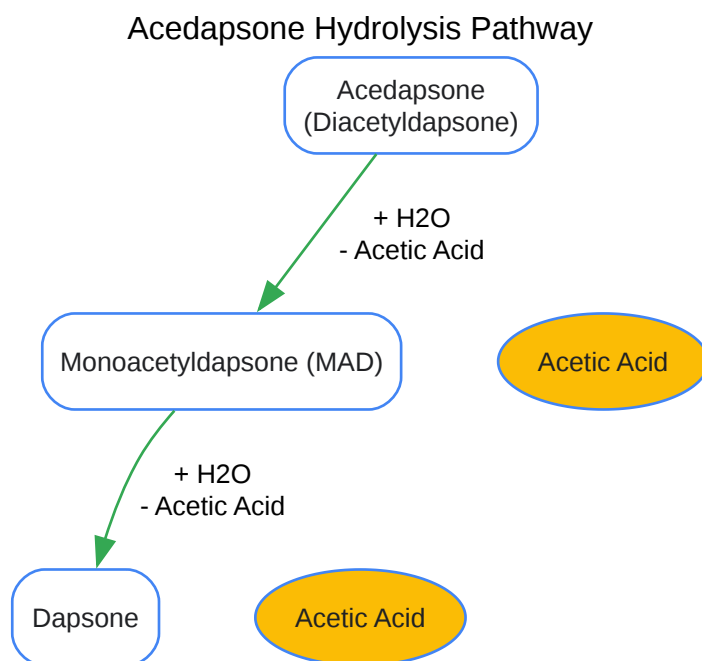 Acedapsone Hydrolysis Pathway
Acedapsone
(Diacetyldapsone)
+ H2O
- Acetic Acid
Monoacetyldapsone (MAD)
Acetic Acid
+ H2O
- Acetic Acid
Dapsone
Acetic Acid